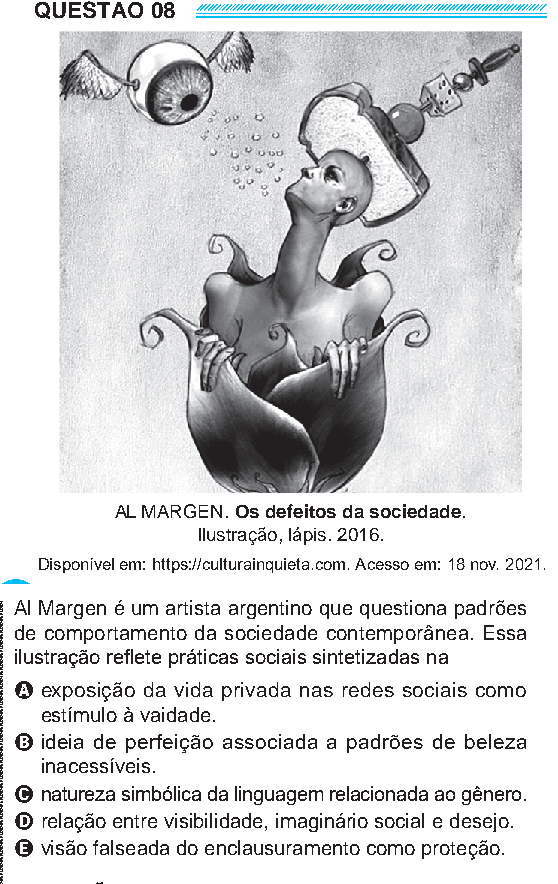 QUESTAO 08
AL MARGEN. Os defeitos da sociedade.
Ilustração, lápis. 2016.
Disponível em: https://culturainquieta.com. Acesso em: 18 nov. 2021.
Al Margen é um artista argentino que questiona padrões
de comportamento da sociedade contemporânea. Essa
ilustração reflete práticas sociais sintetizadas na
A exposição da vida privada nas redes sociais como
estímulo à vaidade.
B ideia de perfeição associada a padrões de beleza
inacessíveis.
C natureza simbólica da linguagem relacionada ao gênero.
D relação entre visibilidade, imaginário social e desejo.
E visão falseada do enclausuramento como proteção.